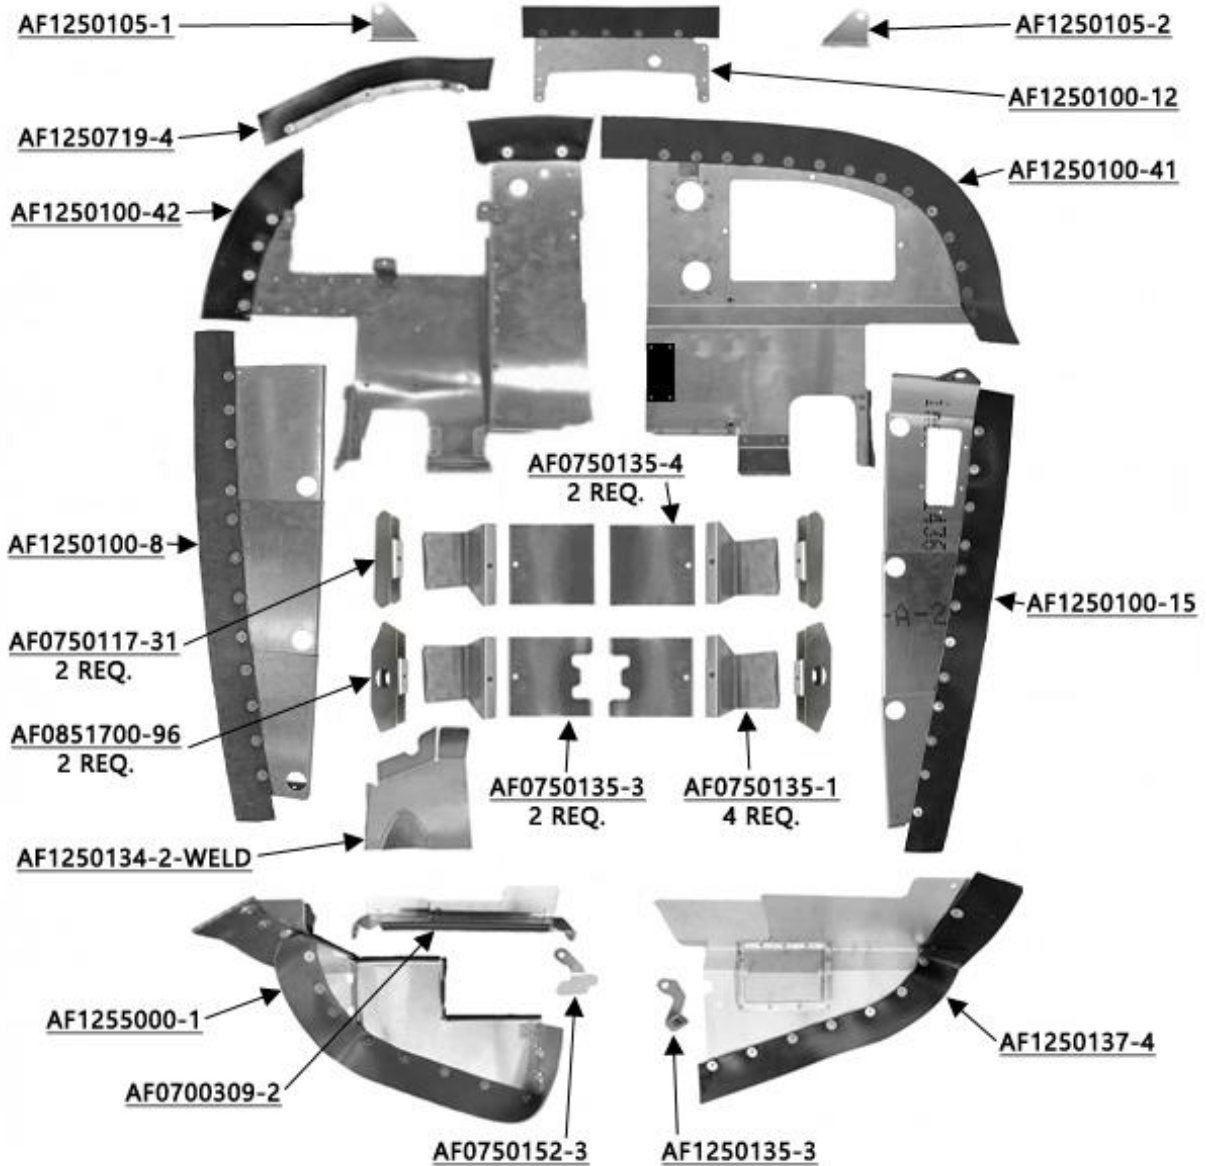 AF1250105-1
AF1250105-2
AF1250100-12
AF1250719-4
AF1250100-41
AF1250100-42
AF0750135-4
2 REQ.
AF1250100-8
AF1250100-15
AF0750117-31
2 REQ.
AF0851700-96
2 REQ.
AF0750135-3
2 REQ.
AF0750135-1
4 REQ.
AF1250134-2-WELD
AF1255000-1
AF1250137-4
AF0700309-2
AF0750152-3
AF1250135-3